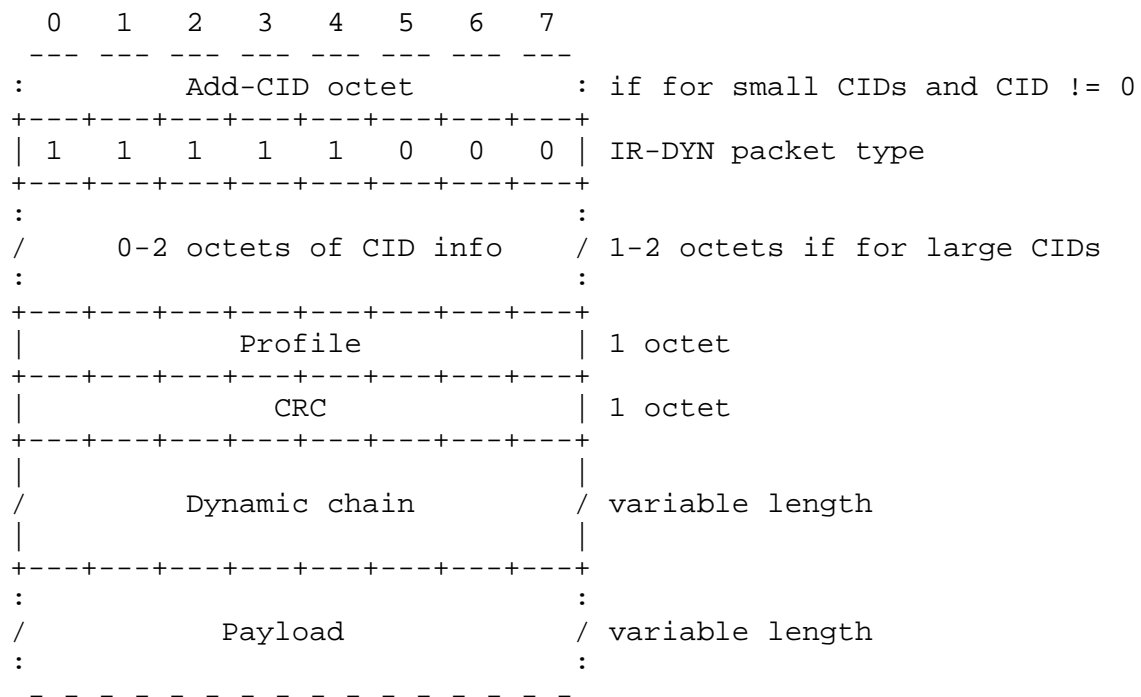 0   1   2   3   4   5   6   7
 --- --- --- --- --- --- --- ---
:         Add-CID octet         : if for small CIDs and CID != 0
+---+---+---+---+---+---+---+---+
| 1   1   1   1   1   0   0   0 | IR-DYN packet type
+---+---+---+---+---+---+---+---+
:                               :
/     0-2 octets of CID info    / 1-2 octets if for large CIDs
:                               :
+---+---+---+---+---+---+---+---+
|            Profile            | 1 octet
+---+---+---+---+---+---+---+---+
|              CRC              | 1 octet
+---+---+---+---+---+---+---+---+
|                               |
/         Dynamic chain         / variable length
|                               |
+---+---+---+---+---+---+---+---+
:                               :
/           Payload             / variable length
:                               :
 - - - - - - - - - - - - - - - -